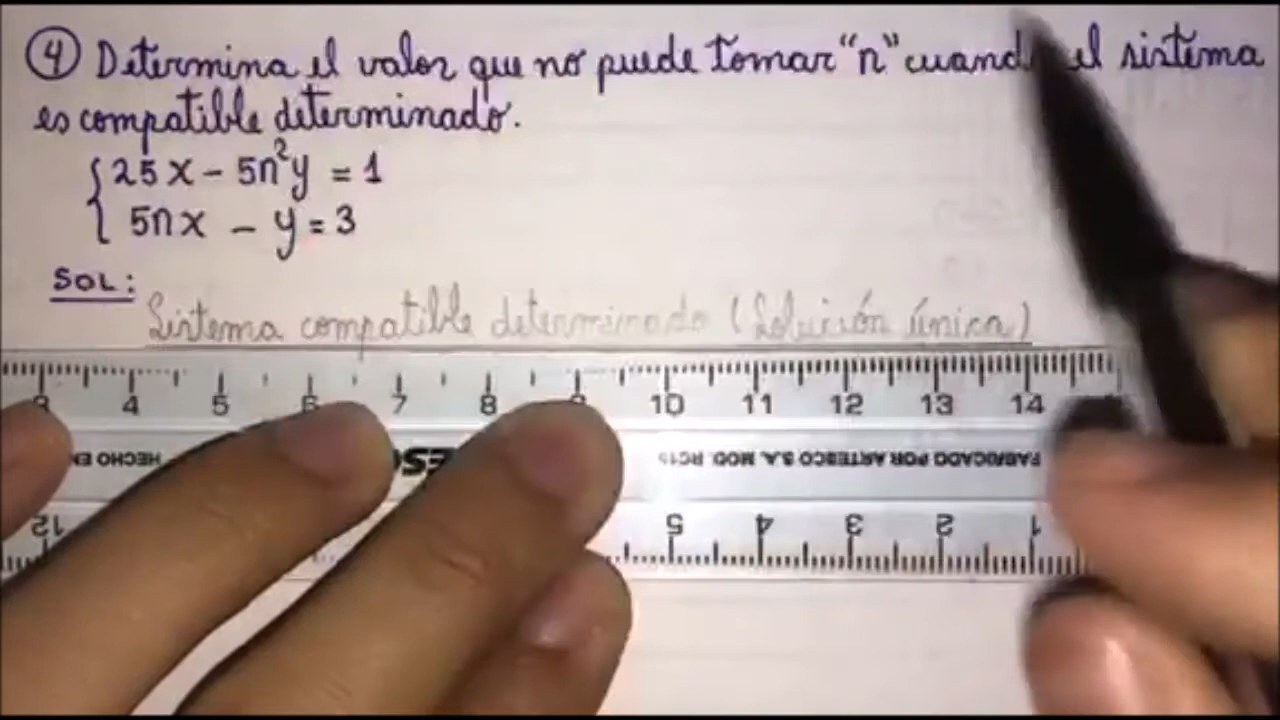 ④ Determina el valor que no puede tomar "n" cuando el sistema
es compatible determinado.
25x - 5n²y = 1
5nx - y = 3
SOL:
Sistema compatible determinado (Solución única)
3 4 5 6 7 8 9 10 11 12 13 14
HECHO EN
FABRICADO POR ARTESCO S.A. MOD. RG15
12 5 4 3 2 1